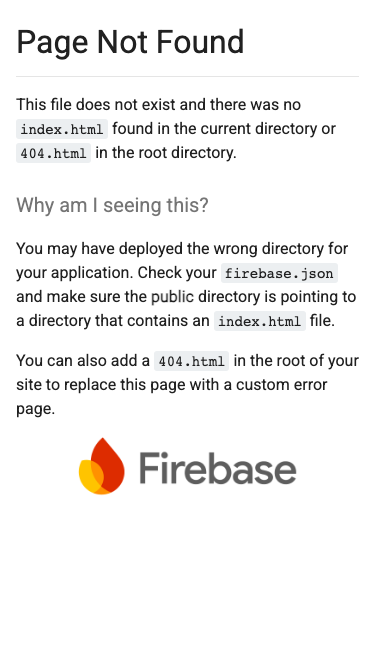 Page Not Found
This file does not exist and there was no
index.html found in the current directory or
404.html in the root directory.
Why am I seeing this?
You may have deployed the wrong directory for
your application. Check your firebase.json
and make sure the public directory is pointing to
a directory that contains an index.html file.
You can also add a 404.html in the root of your
site to replace this page with a custom error
page.
Firebase